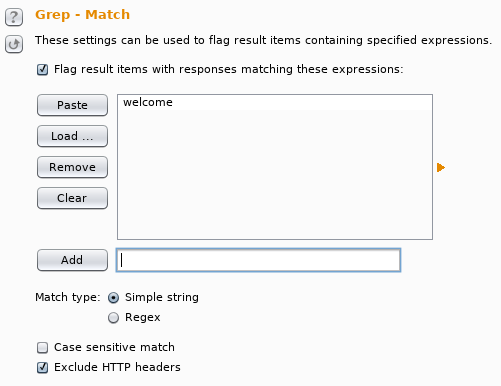 Grep - Match
These settings can be used to flag result items containing specified expressions.
Flag result items with responses matching these expressions:
Paste
welcome
Load ...
Remove
Clear
Add
Match type: Simple string
Regex
Case sensitive match
Exclude HTTP headers